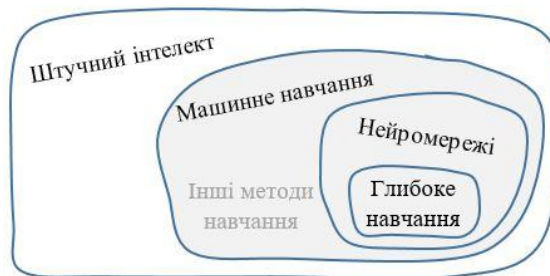 Штучний інтелект
Машинне навчання
Нейромережі
Глибоке
навчання
Інші методи
навчання